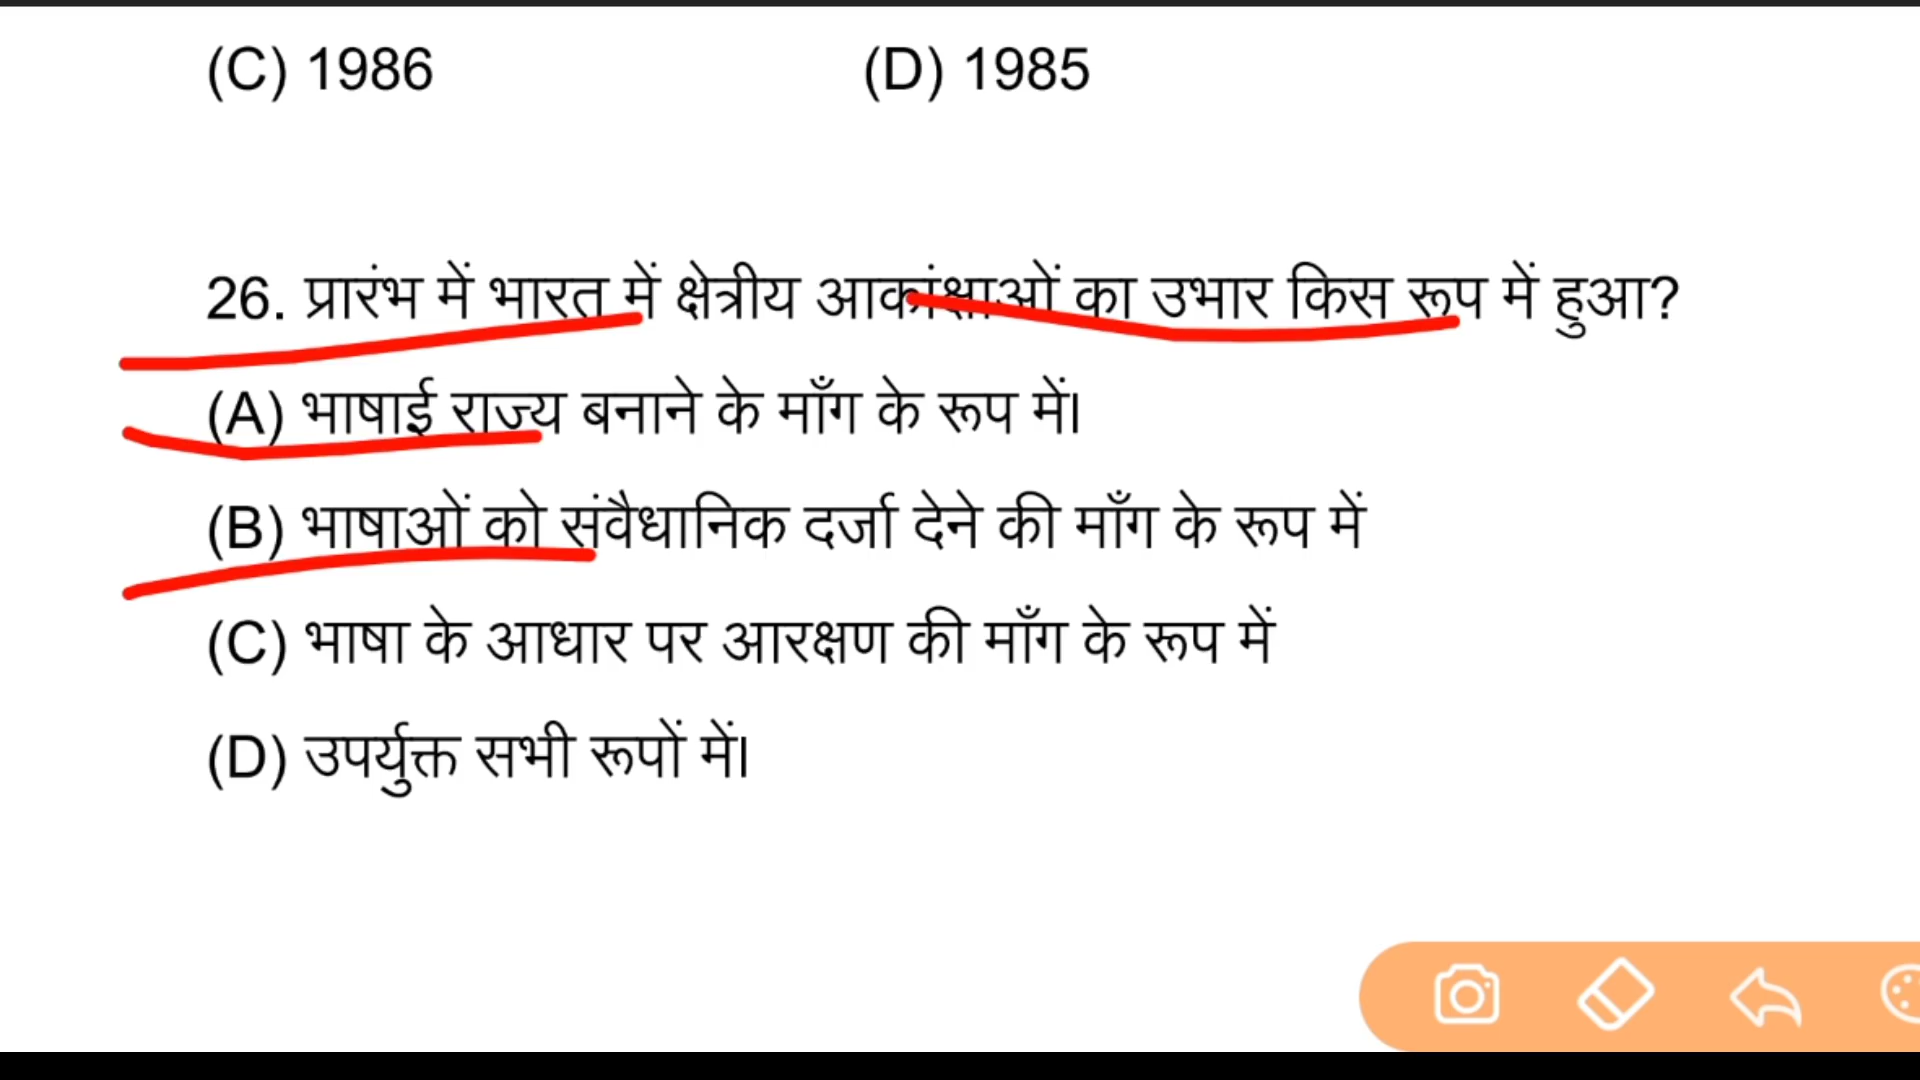 (C) 1986 (D) 1985
26. प्रारंभ में भारत में क्षेत्रीय आकांक्षाओं का उभार किस रूप में हुआ?
(A) भाषाई राज्य बनाने के माँग के रूप में।
(B) भाषाओं को संवैधानिक दर्जा देने की माँग के रूप में
(C) भाषा के आधार पर आरक्षण की माँग के रूप में
(D) उपर्युक्त सभी रूपों में।